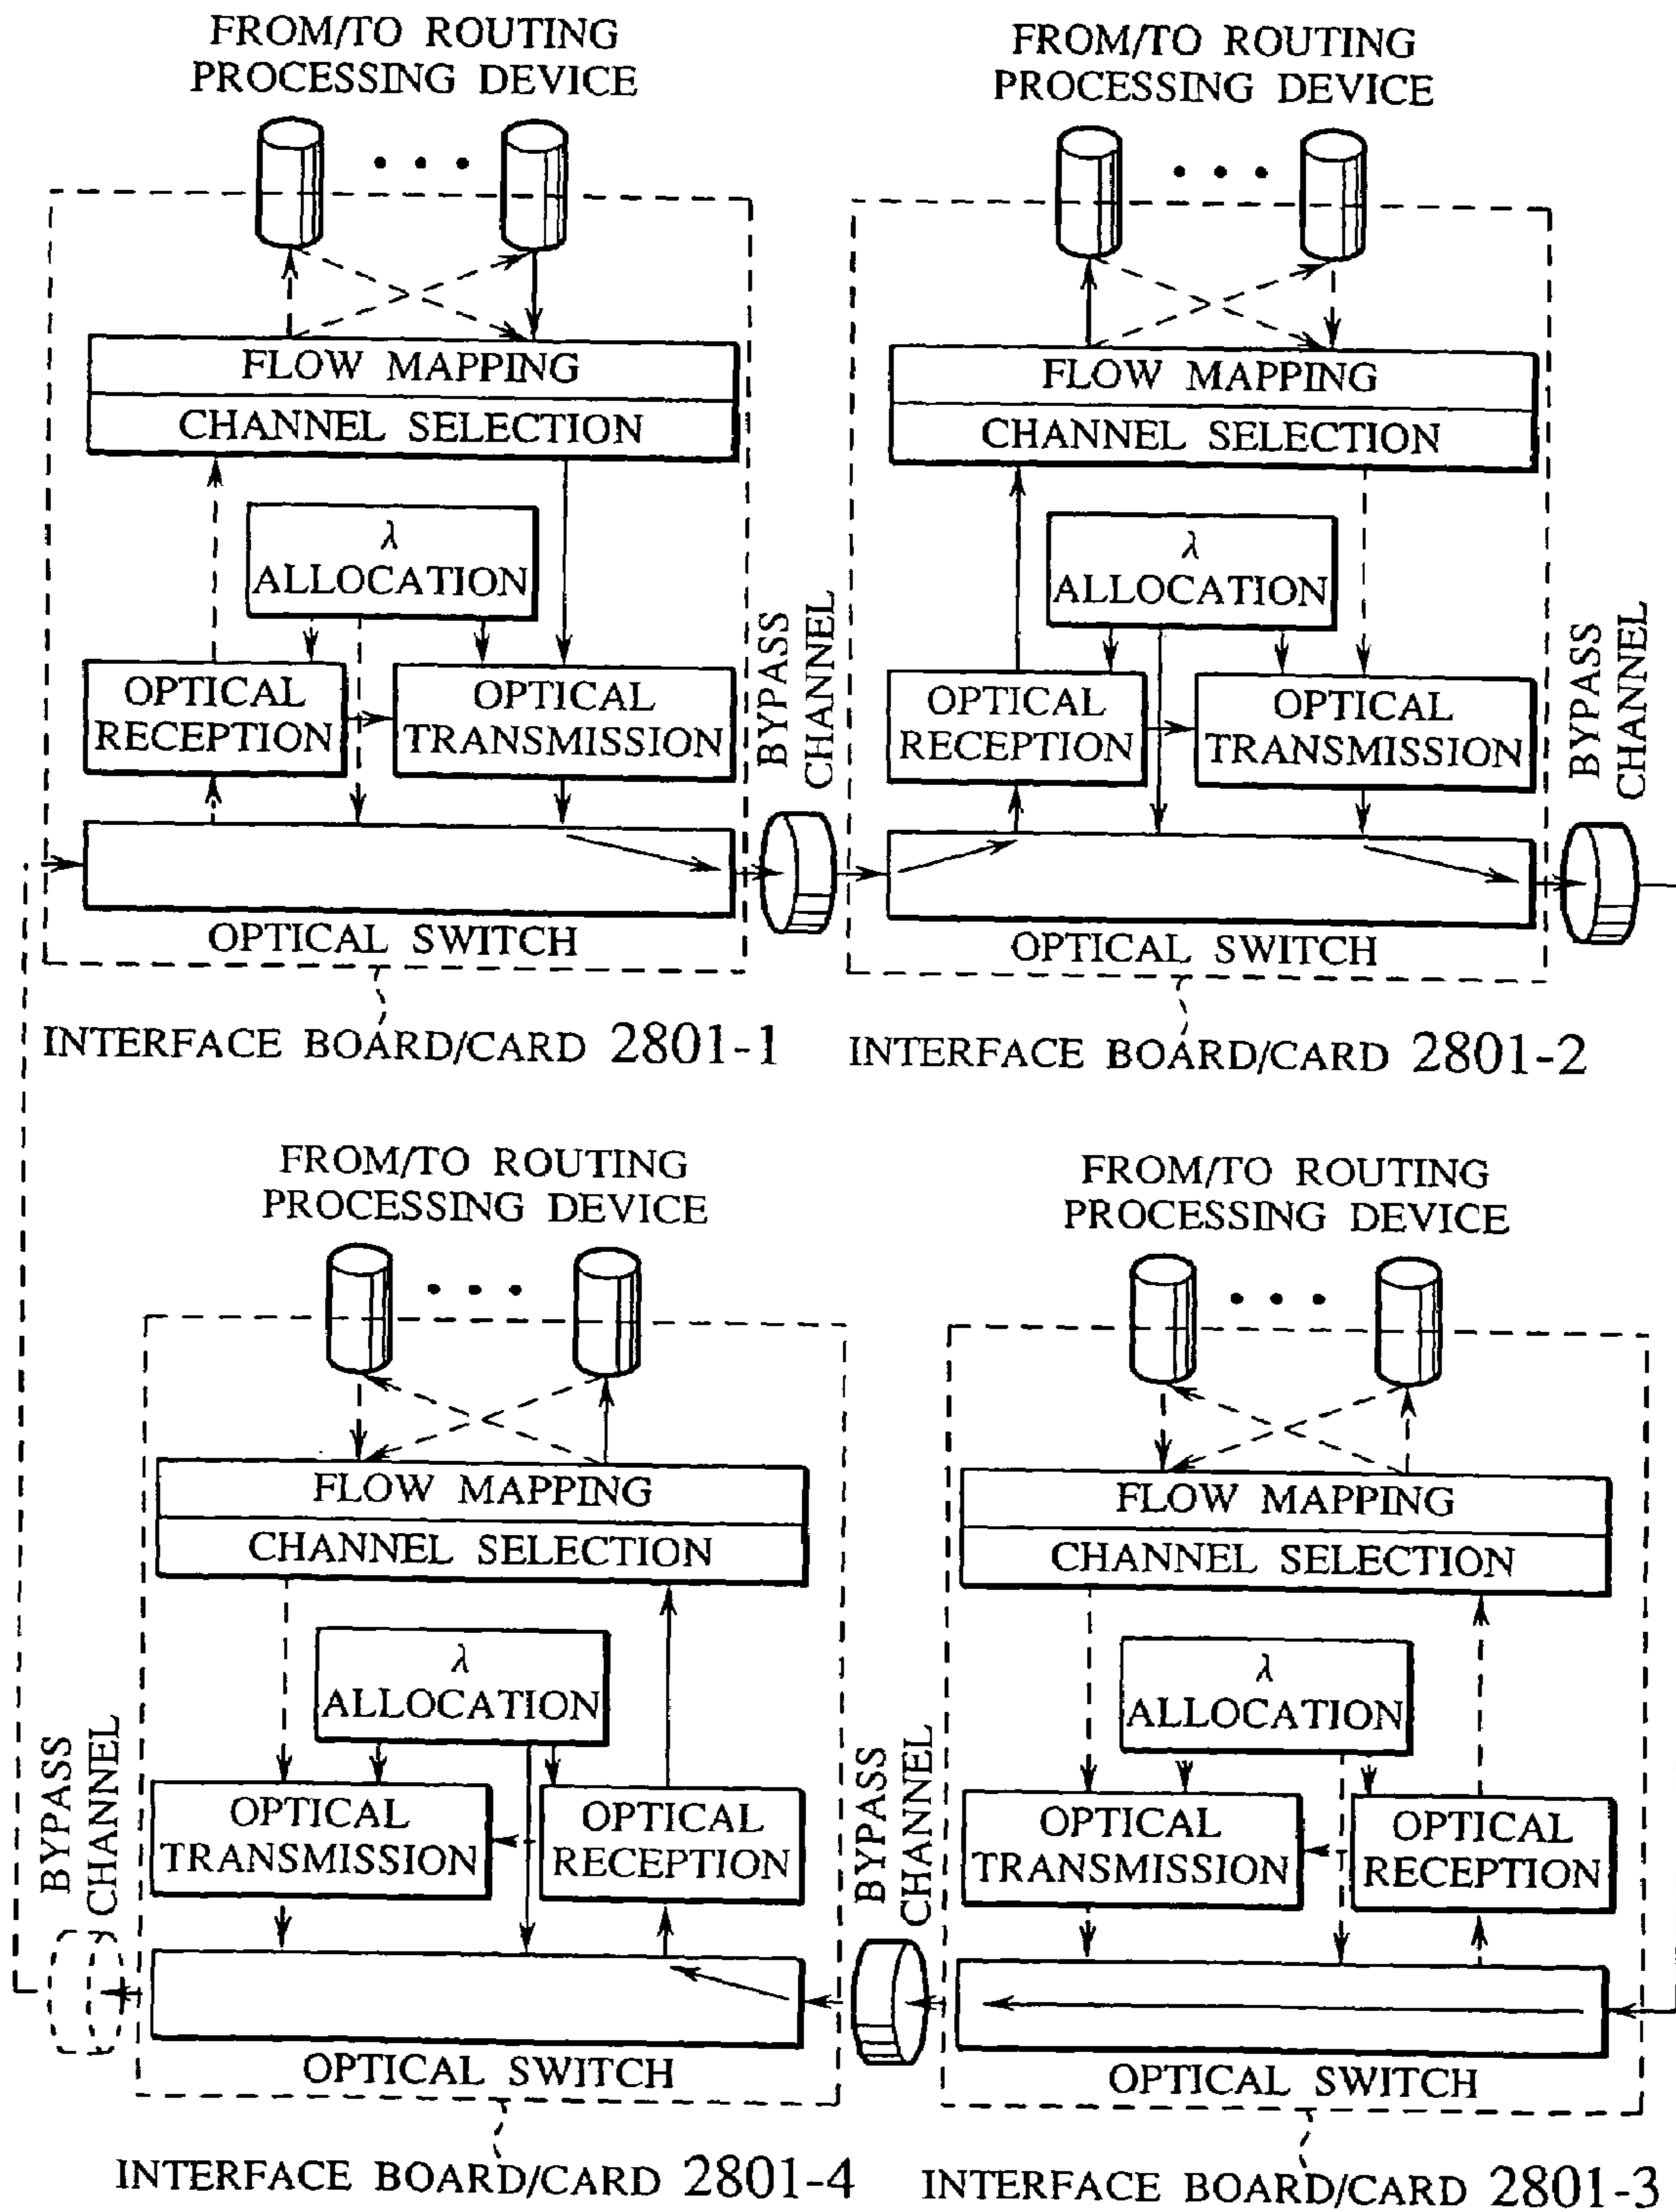 FROM/TO ROUTING
PROCESSING DEVICE
FLOW MAPPING
CHANNEL SELECTION
λ
ALLOCATION
OPTICAL
RECEPTION
OPTICAL
TRANSMISSION
OPTICAL SWITCH
BYPASS
CHANNEL
INTERFACE BOARD/CARD 2801-1
FROM/TO ROUTING
PROCESSING DEVICE
FLOW MAPPING
CHANNEL SELECTION
λ
ALLOCATION
OPTICAL
RECEPTION
OPTICAL
TRANSMISSION
OPTICAL SWITCH
BYPASS
CHANNEL
INTERFACE BOARD/CARD 2801-2
FROM/TO ROUTING
PROCESSING DEVICE
FLOW MAPPING
CHANNEL SELECTION
λ
ALLOCATION
BYPASS
CHANNEL
OPTICAL
TRANSMISSION
OPTICAL
RECEPTION
OPTICAL SWITCH
INTERFACE BOARD/CARD 2801-4
FROM/TO ROUTING
PROCESSING DEVICE
FLOW MAPPING
CHANNEL SELECTION
λ
ALLOCATION
BYPASS
CHANNEL
OPTICAL
TRANSMISSION
OPTICAL
RECEPTION
OPTICAL SWITCH
INTERFACE BOARD/CARD 2801-3